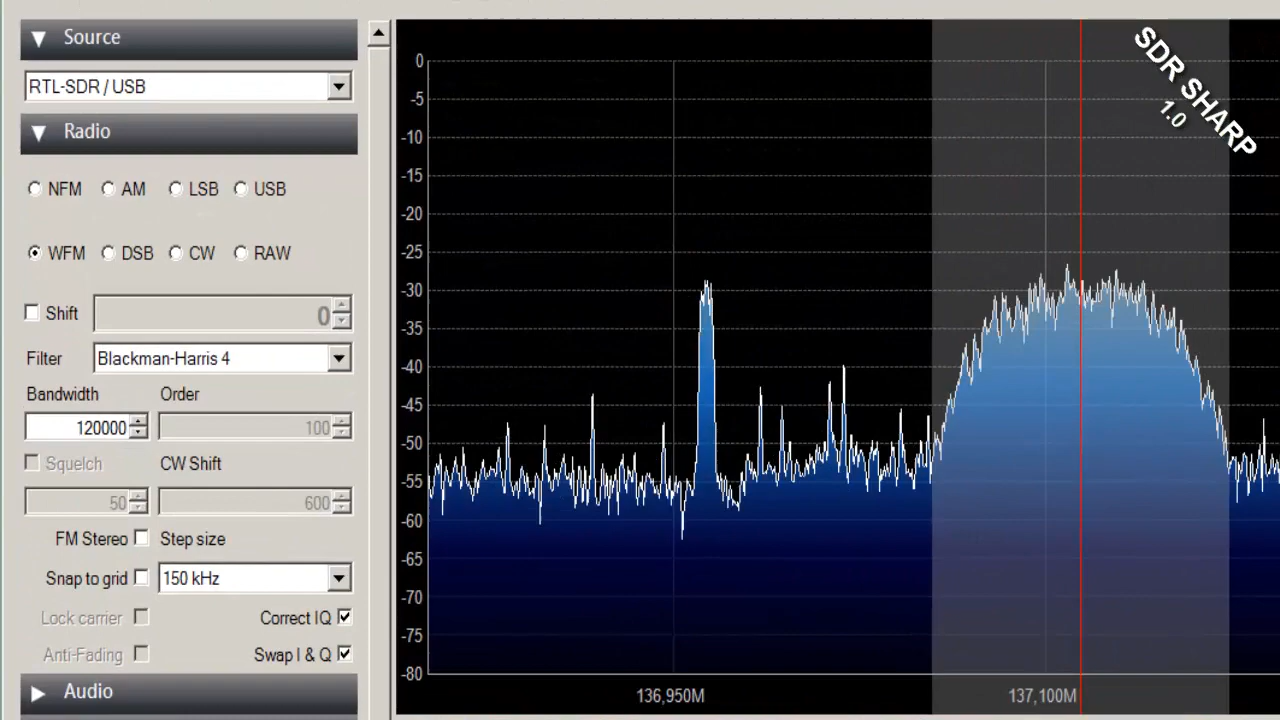 Source
RTL-SDR / USB
Radio
NFM AM LSB USB
WFM DSB CW RAW
Shift 0
Filter Blackman-Harris 4
Bandwidth Order
120000 100
Squelch CW Shift
50 600
FM Stereo Step size
Snap to grid 150 kHz
Lock carrier Correct IQ
Anti-Fading Swap I & Q
Audio
0
-5
-10
-15
-20
-25
-30
-35
-40
-45
-50
-55
-60
-65
-70
-75
-80
136,950M 137,100M
SDR SHARP
1.0